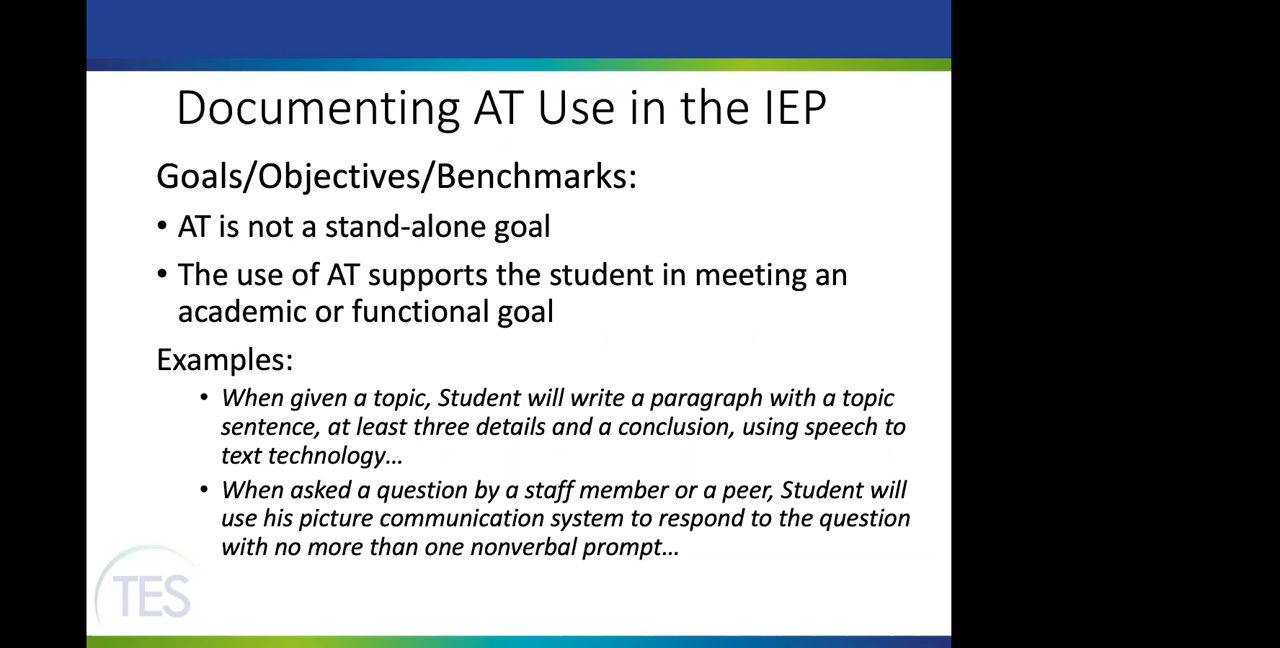 Documenting AT Use in the IEP
Goals/Objectives/Benchmarks:
• AT is not a stand-alone goal
• The use of AT supports the student in meeting an
academic or functional goal
Examples:
• When given a topic, Student will write a paragraph with a topic
sentence, at least three details and a conclusion, using speech to
text technology…
• When asked a question by a staff member or a peer, Student will
use his picture communication system to respond to the question
with no more than one nonverbal prompt…
TES